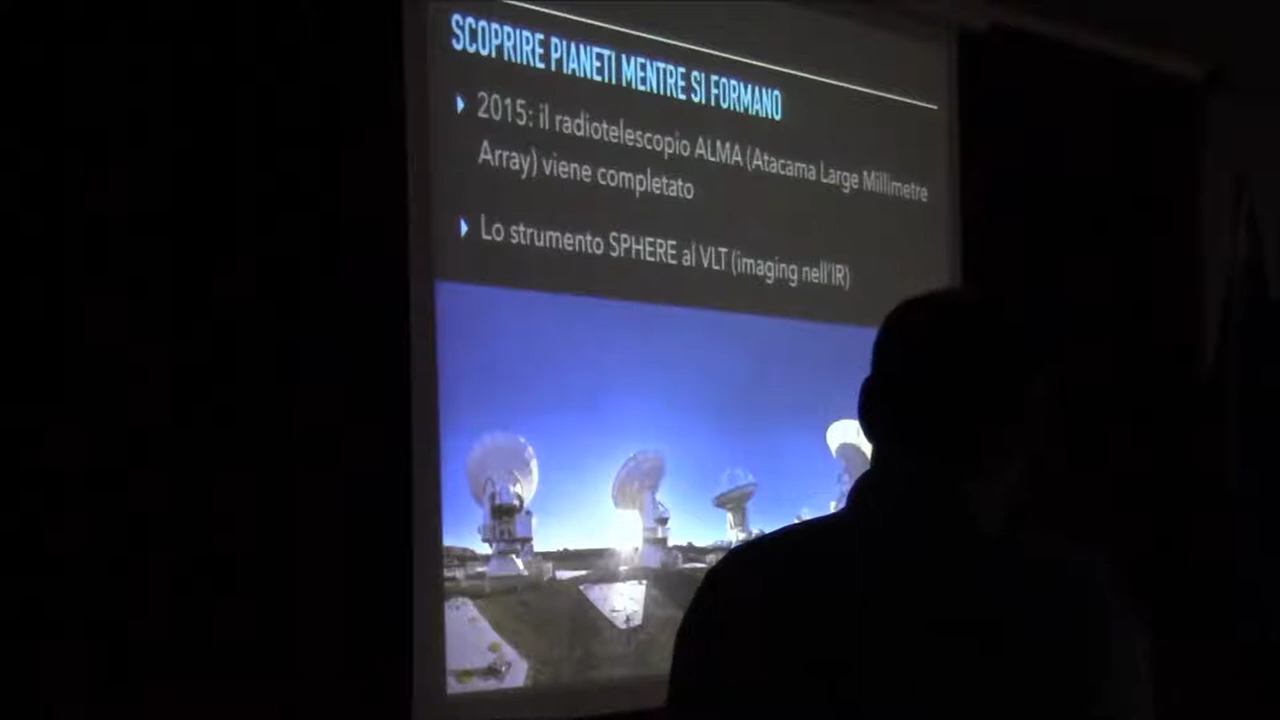 SCOPRIRE PIANETI MENTRE SI FORMANO
2015: il radiotelescopio ALMA (Atacama Large Millimetre
Array) viene completato
Lo strumento SPHERE al VLT (imaging nell'IR)